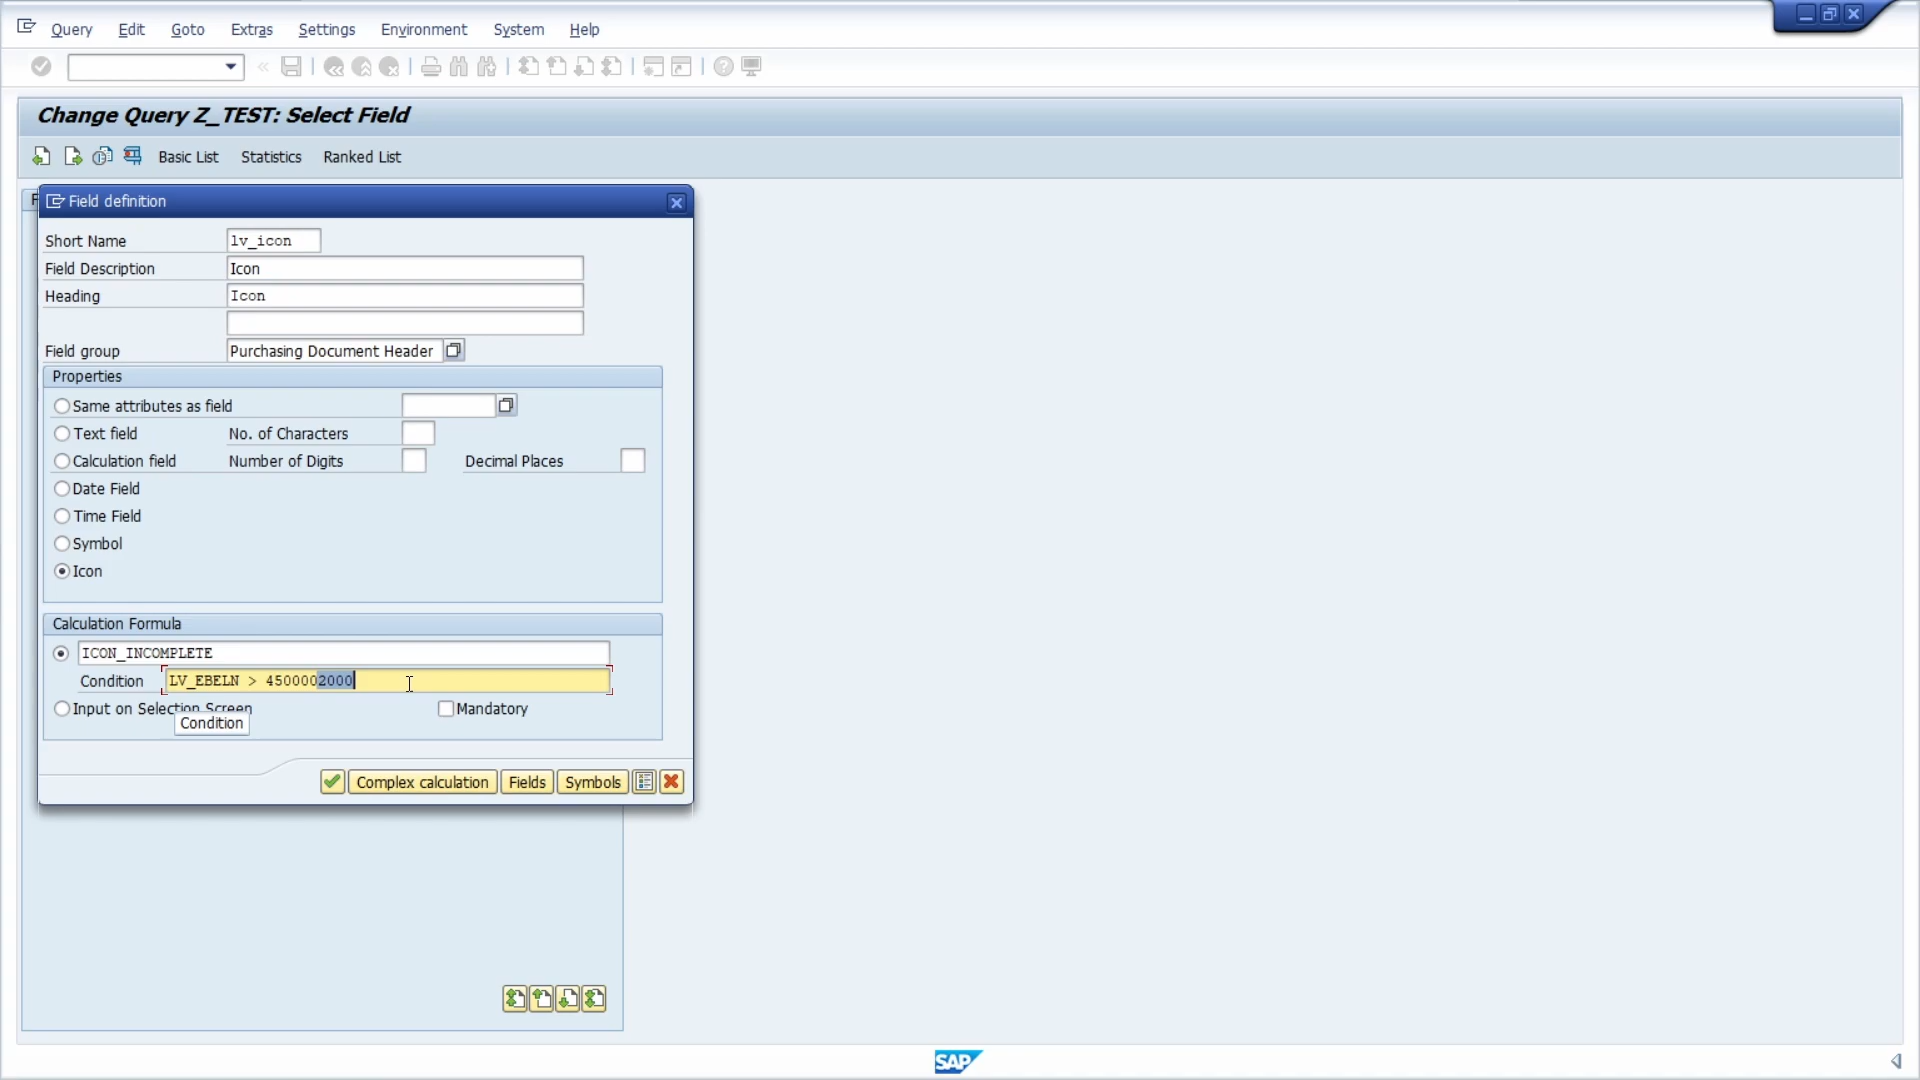 Query Edit Goto Extras Settings Environment System Help
Change Query Z_TEST: Select Field
Basic List Statistics Ranked List
F
Field definition
Short Name lv_icon
Field Description Icon
Heading Icon
Field group Purchasing Document Header
Properties
Same attributes as field
Text field No. of Characters
Calculation field Number of Digits Decimal Places
Date Field
Time Field
Symbol
Icon
Calculation Formula
ICON_INCOMPLETE
Condition LV_EBELN > 4500002000
Input on Selection Screen Mandatory
Condition
Complex calculation Fields Symbols
SAP